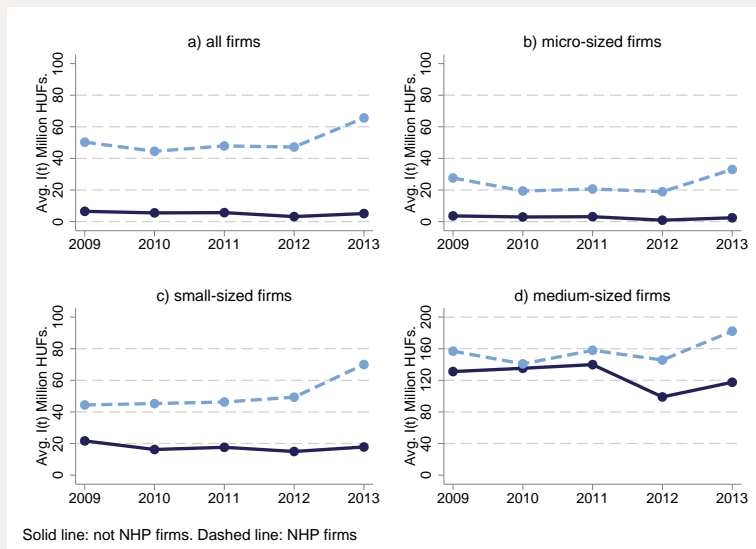 a) all firms
Avg. I(t) Million HUFs.
0 20 40 60 80 100
2009 2010 2011 2012 2013
b) micro-sized firms
Avg. I(t) Million HUFs.
0 20 40 60 80 100
2009 2010 2011 2012 2013
c) small-sized firms
Avg. I(t) Million HUFs.
0 20 40 60 80 100
2009 2010 2011 2012 2013
d) medium-sized firms
Avg. I(t) Million HUFs.
0 40 80 120 160 200
2009 2010 2011 2012 2013
Solid line: not NHP firms. Dashed line: NHP firms